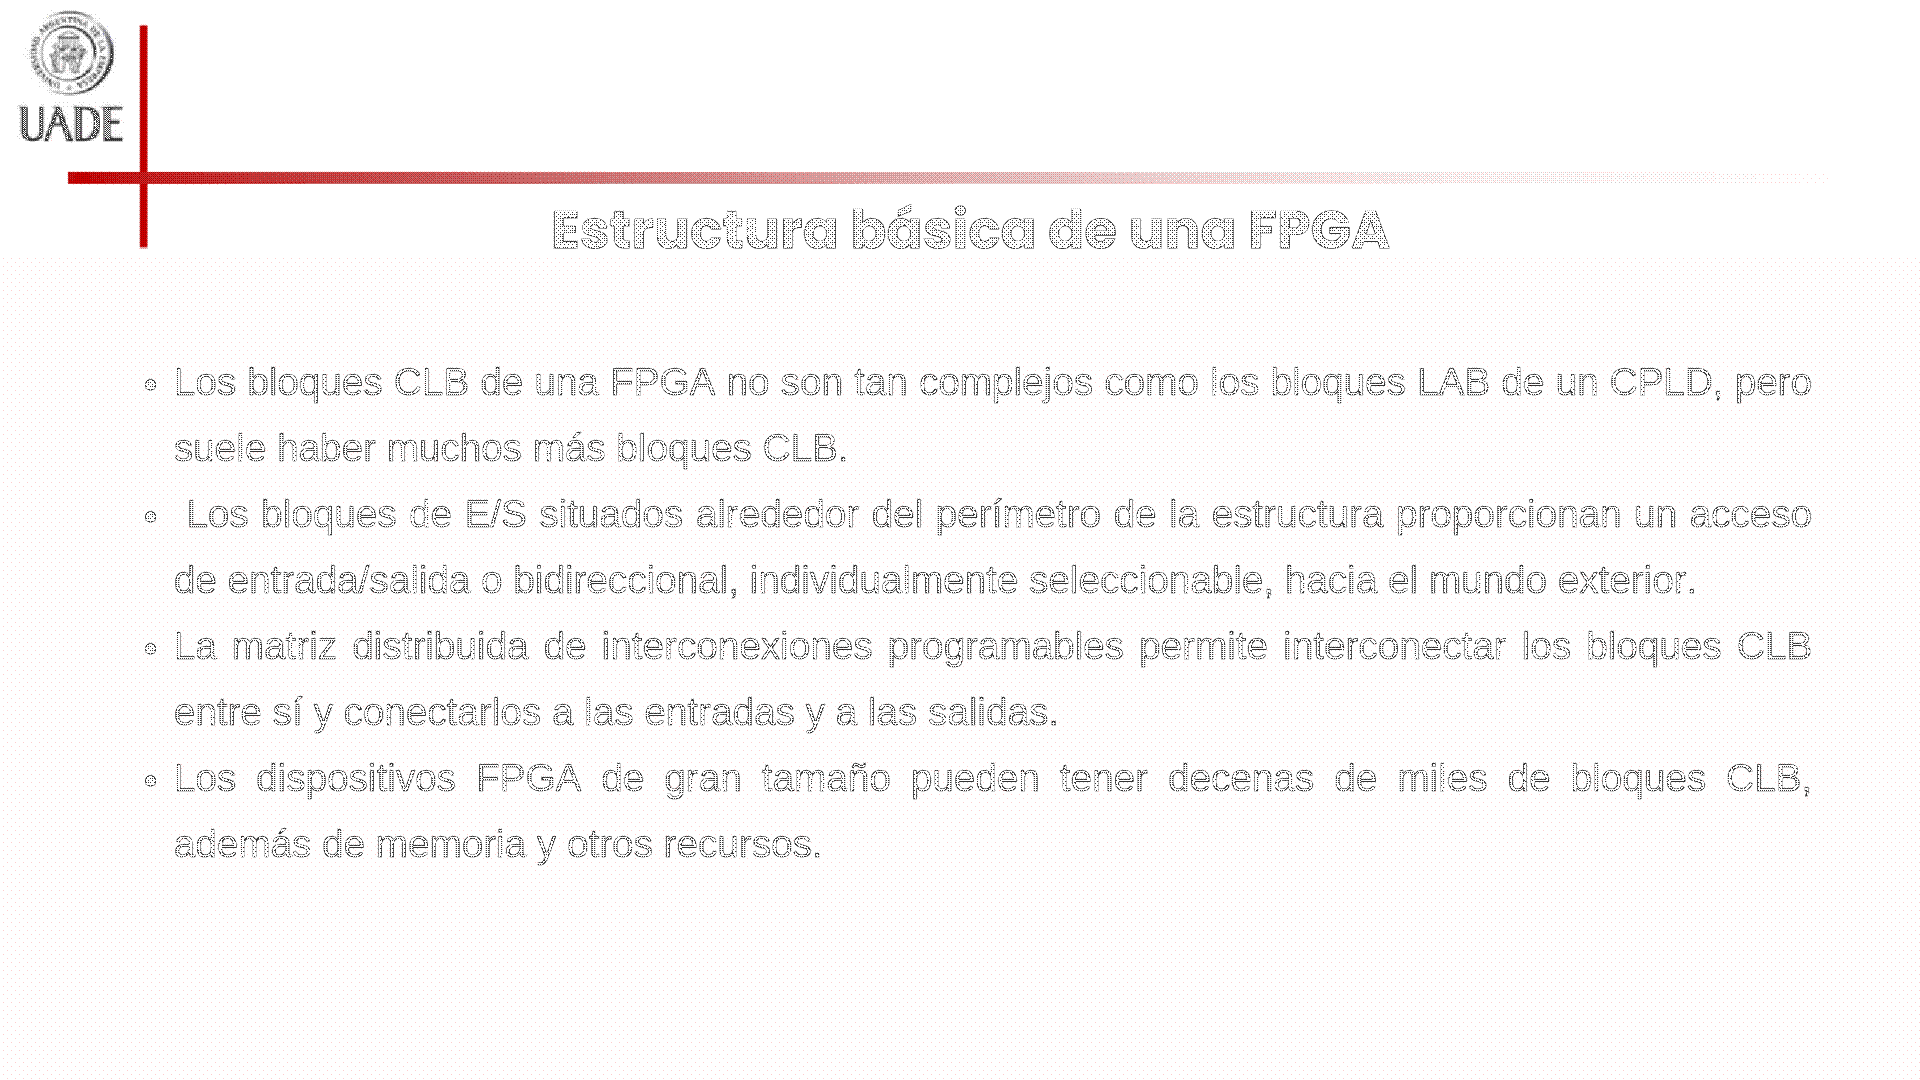 UADE
Estructura básica de una FPGA
• Los bloques CLB de una FPGA no son tan complejos como los bloques LAB de un CPLD, pero
suele haber muchos más bloques CLB.
• Los bloques de E/S situados alrededor del perímetro de la estructura proporcionan un acceso
de entrada/salida o bidireccional, individualmente seleccionable, hacia el mundo exterior.
• La matriz distribuida de interconexiones programables permite interconectar los bloques CLB
entre sí y conectarlos a las entradas y a las salidas.
• Los dispositivos FPGA de gran tamaño pueden tener decenas de miles de bloques CLB,
además de memoria y otros recursos.